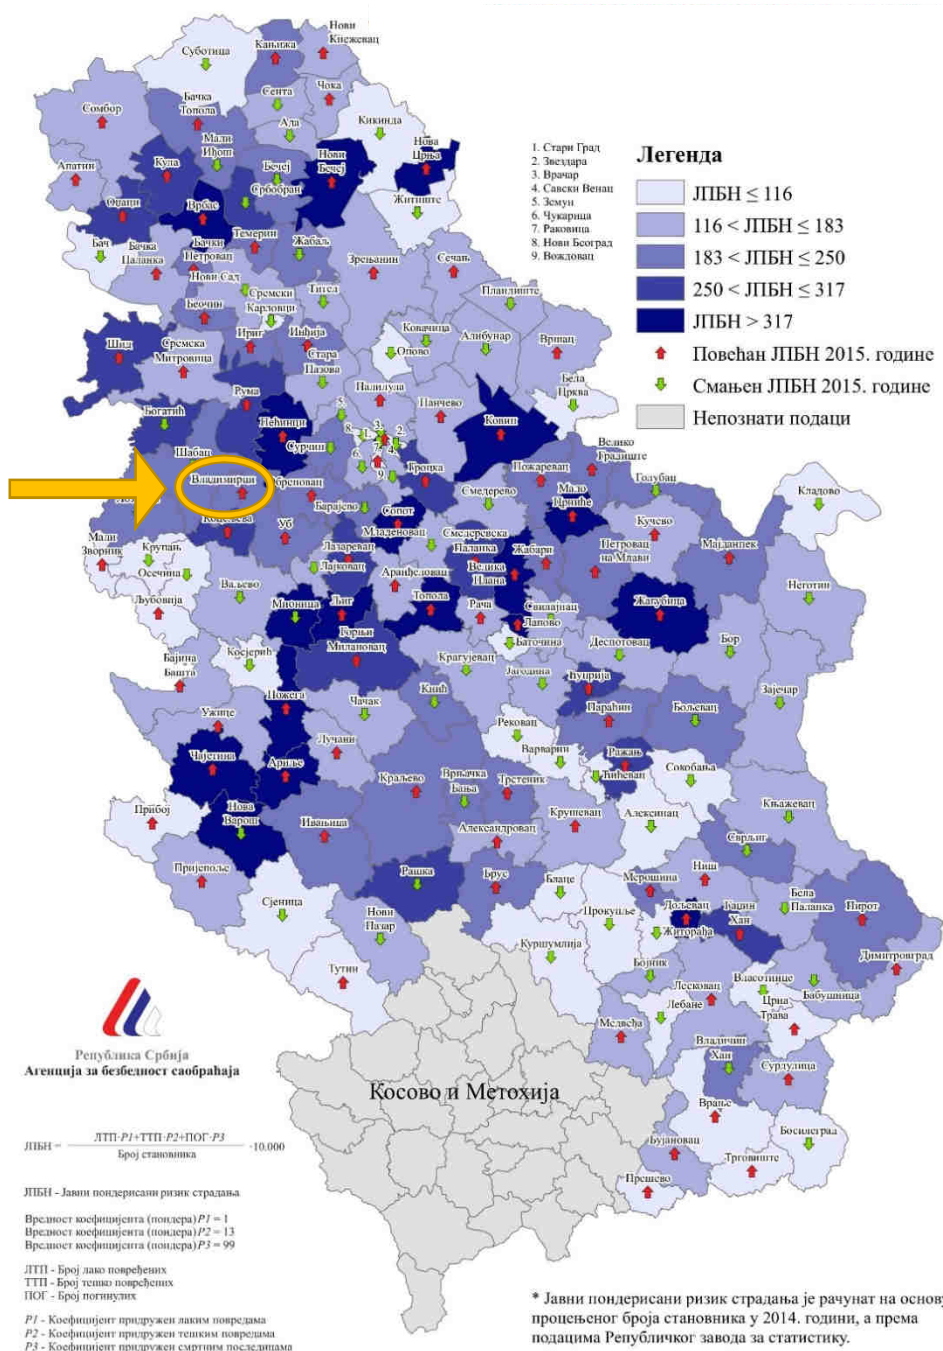 Нови
Кнежевац
Суботица
Кањижа
Сента
Чока
Сомбор
Бачка
Топола
Ада
Кикинда
Мали
Иђош
Нова
Црња
Апатин
Кула
Бечеј
Нови
Бечеј
Србобран
Житиште
Оџаци
Врбас
Темерин
Бач
Бачка
Паланка
Бачки
Петровац
Жабаљ
Зрењанин
Сечањ
Нови Сад
Сремски
Карловци
Тител
Пландиште
Беочин
Ириг
Инђија
Ковачица
Алибунар
Опово
Вршац
Шид
Сремска
Митровица
Стара
Пазова
Рума
Палилула
Панчево
Бела
Црква
Богатић
Пећинци
Ковин
Шабац
Сурчин
Владимирци
Обреновац
Гроцка
Пожаревац
Велико
Градиште
Голубац
Кладово
Барајево
Сопот
Смедерево
Мало
Црниће
Коцељева
Уб
Младеновац
Кучево
Мали
Зворник
Крупањ
Лазаревац
Смедеревска
Паланка
Жабари
Петровац
на Млави
Мајданпек
Осечина
Лајковац
Аранђеловац
Велика
Плана
Неготин
Љубовија
Ваљево
Мионица
Љиг
Топола
Рача
Свилајнац
Жагубица
Лапово
Косјерић
Горњи
Милановац
Баточина
Деспотовац
Бор
Бајина
Башта
Крагујевац
Јагодина
Ћуприја
Пожега
Чачак
Кнић
Параћин
Бољевац
Зајечар
Ужице
Рековац
Лучани
Варварин
Ражањ
Чајетина
Ариље
Ћићевац
Сокобања
Краљево
Врњачка
Бања
Трстеник
Прибој
Нова
Варош
Ивањица
Александровац
Крушевац
Алексинац
Књажевац
Сврљиг
Пријепоље
Рашка
Брус
Блаце
Мерошина
Ниш
Сјеница
Бела
Паланка
Пирот
Нови
Пазар
Прокупље
Дољевац
Гаџин
Хан
Куршумлија
Житорађа
Димитровград
Тутин
Бојник
Власотинце
Бабушница
Лесковац
Лебане
Црна
Трава
Медвеђа
Владичин
Хан
Сурдулица
Косово и Метохија
Врање
Босилеград
Бујановац
Трговиште
Прешево
1. Стари Град
2. Звездара
3. Врачар
4. Савски Венац
5. Земун
6. Чукарица
7. Раковица
8. Нови Београд
9. Вождовац
5.
8.
1.
3.
2.
7.
4.
6.
9.
Легенда
ЈПБН ≤ 116
116 < ЈПБН ≤ 183
183 < ЈПБН ≤ 250
250 < ЈПБН ≤ 317
ЈПБН > 317
Повећан ЈПБН 2015. године
Смањен ЈПБН 2015. године
Непознати подаци
Република Србија
Агенција за безбедност саобраћаја
ЈПБН = ЛТП·P1+ТТП·P2+ПОГ·P3 / Број становника ·10.000
ЈПБН - Јавни пондерисани ризик страдања
Вредност коефицијента (пондера) P1 = 1
Вредност коефицијента (пондера) P2 = 13
Вредност коефицијента (пондера) P3 = 99
ЛТП - Број лако повређених
ТТП - Број тешко повређених
ПОГ - Број погинулих
P1 - Коефицијент придружен лаким повредама
P2 - Коефицијент придружен тешким повредама
P3 - Коефицијент придружен смртним последицама
* Јавни пондерисани ризик страдања је рачунат на основу
процењеног броја становника у 2014. години, а према
подацима Републичког завода за статистику.